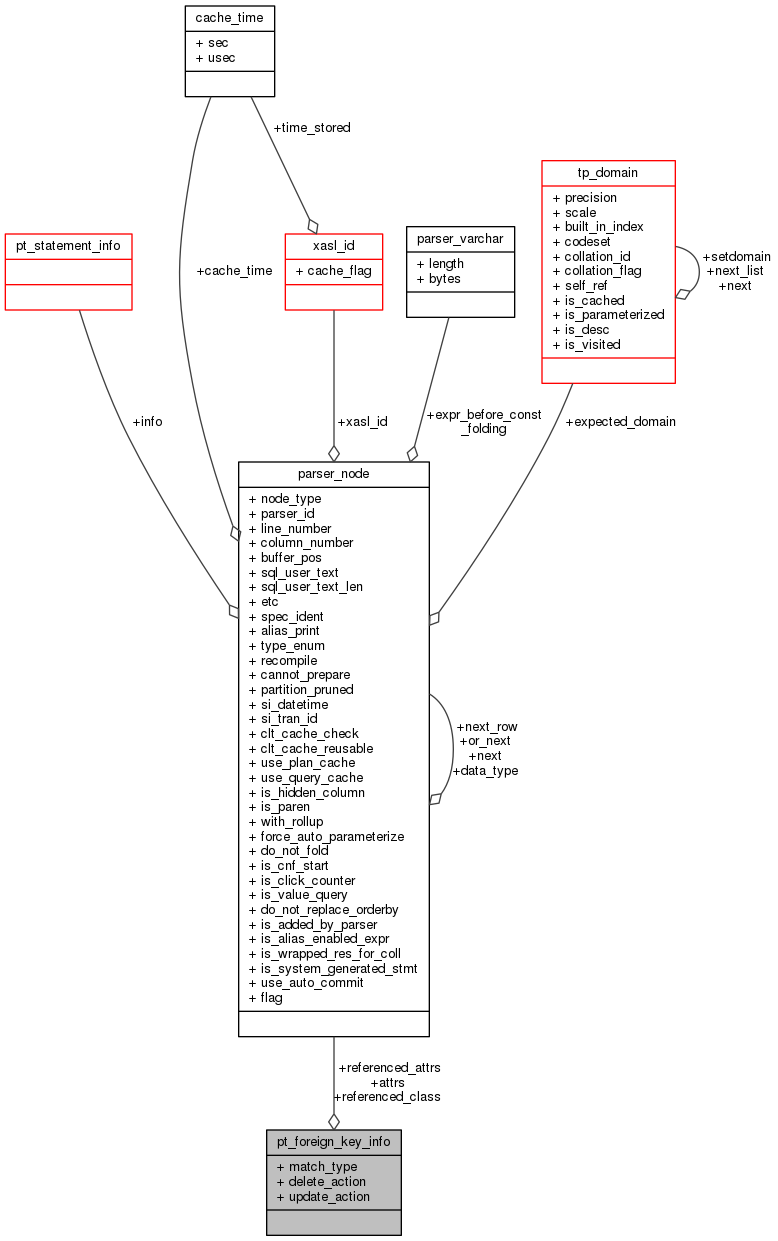 cache_time
+ sec
+ usec
+time_stored
tp_domain
+ precision
+ scale
+ built_in_index
+ codeset
+ collation_id
+ collation_flag
+ self_ref
+ is_cached
+ is_parameterized
+ is_desc
+ is_visited
+setdomain
+next_list
+next
pt_statement_info
xasl_id
+ cache_flag
parser_varchar
+ length
+ bytes
+cache_time
+info
+xasl_id
+expr_before_const
_folding
+expected_domain
parser_node
+ node_type
+ parser_id
+ line_number
+ column_number
+ buffer_pos
+ sql_user_text
+ sql_user_text_len
+ etc
+ spec_ident
+ alias_print
+ type_enum
+ recompile
+ cannot_prepare
+ partition_pruned
+ si_datetime
+ si_tran_id
+ clt_cache_check
+ clt_cache_reusable
+ use_plan_cache
+ use_query_cache
+ is_hidden_column
+ is_paren
+ with_rollup
+ force_auto_parameterize
+ do_not_fold
+ is_cnf_start
+ is_click_counter
+ is_value_query
+ do_not_replace_orderby
+ is_added_by_parser
+ is_alias_enabled_expr
+ is_wrapped_res_for_coll
+ is_system_generated_stmt
+ use_auto_commit
+ flag
+next_row
+or_next
+next
+data_type
+referenced_attrs
+attrs
+referenced_class
pt_foreign_key_info
+ match_type
+ delete_action
+ update_action